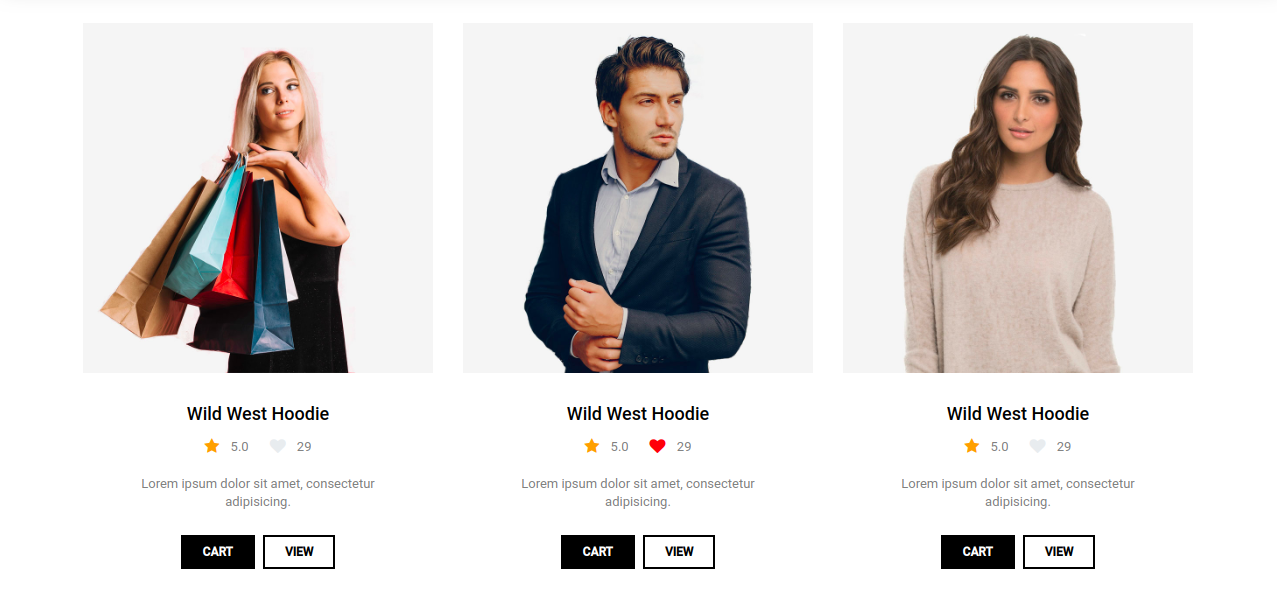 Wild West Hoodie
5.0 29
Lorem ipsum dolor sit amet, consectetur
adipisicing.
CART VIEW
Wild West Hoodie
5.0 29
Lorem ipsum dolor sit amet, consectetur
adipisicing.
CART VIEW
Wild West Hoodie
5.0 29
Lorem ipsum dolor sit amet, consectetur
adipisicing.
CART VIEW